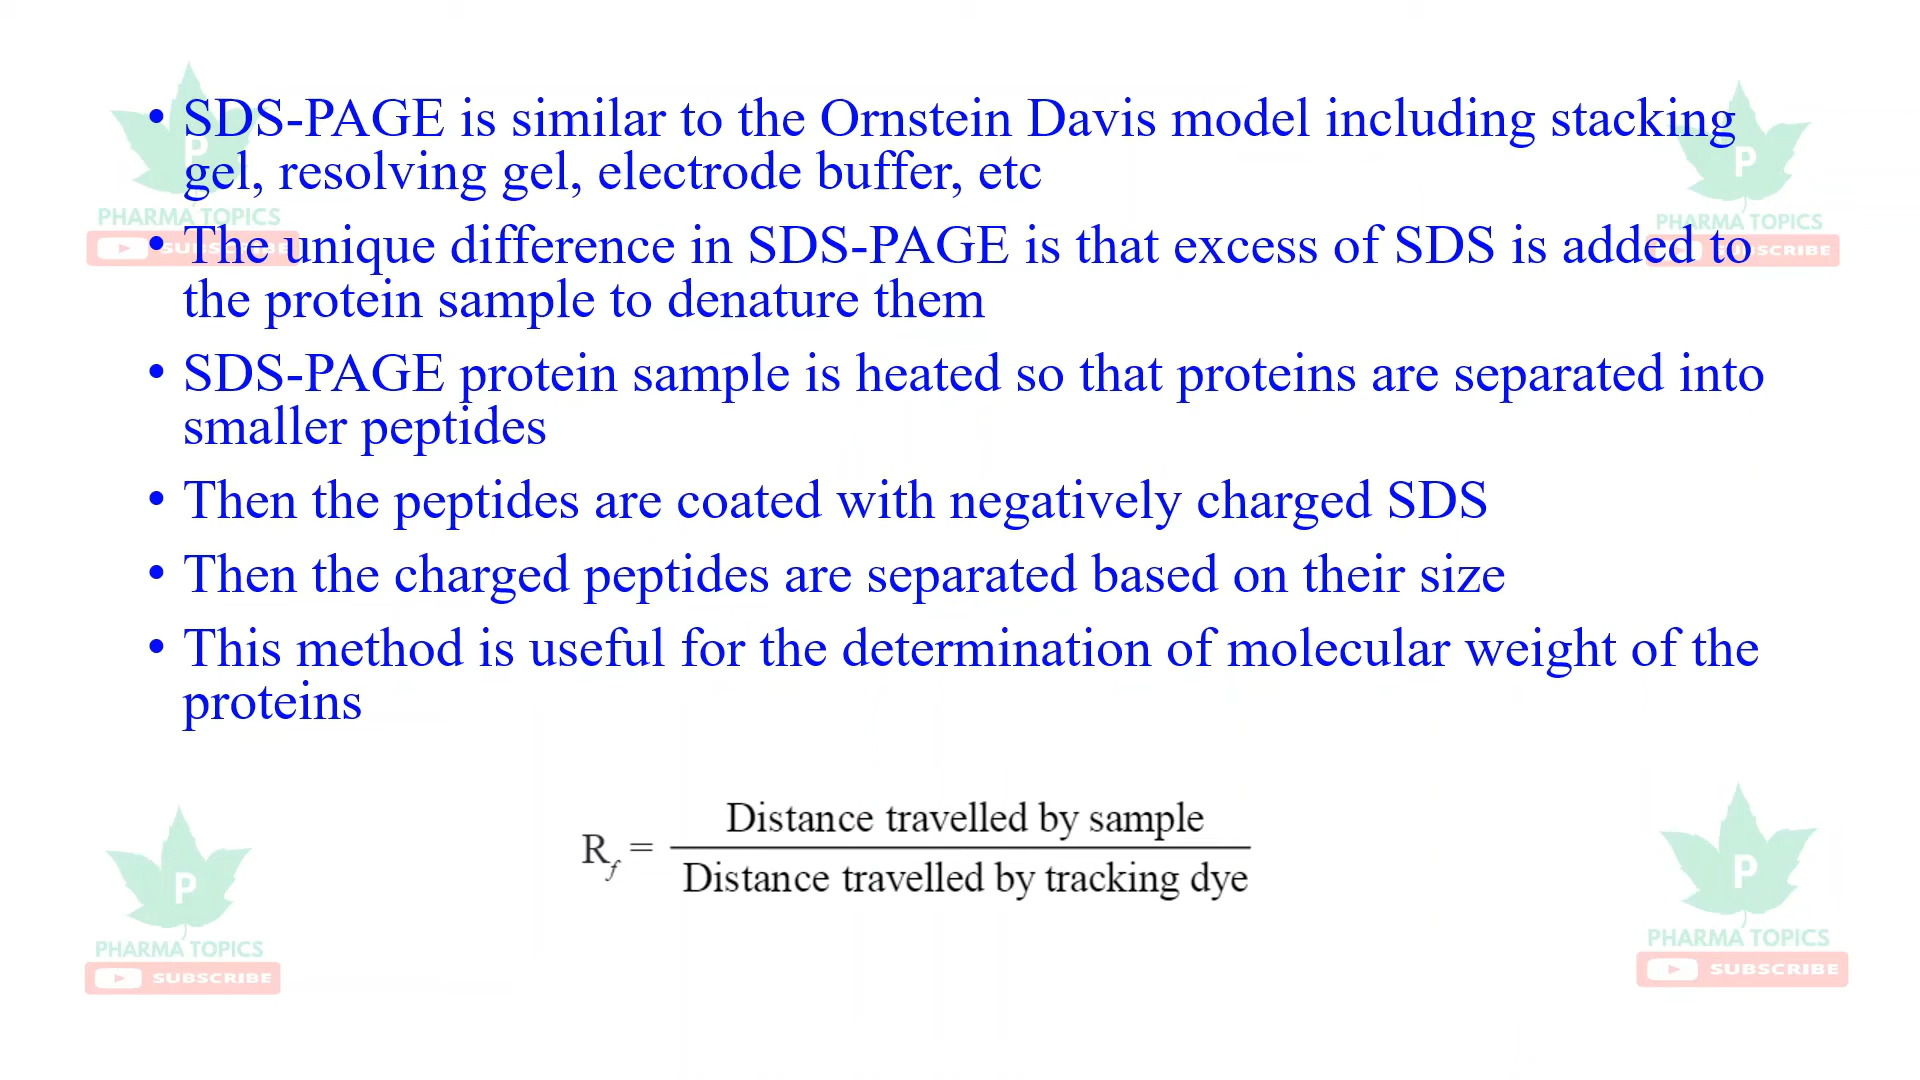 • SDS-PAGE is similar to the Ornstein Davis model including stacking
gel, resolving gel, electrode buffer, etc
• The unique difference in SDS-PAGE is that excess of SDS is added to
the protein sample to denature them
• SDS-PAGE protein sample is heated so that proteins are separated into
smaller peptides
• Then the peptides are coated with negatively charged SDS
• Then the charged peptides are separated based on their size
• This method is useful for the determination of molecular weight of the
proteins
Rf = Distance travelled by sample
Distance travelled by tracking dye
P
PHARMA TOPICS
SUBSCRIBE
P
PHARMA TOPICS
SUBSCRIBE
P
PHARMA TOPICS
SUBSCRIBE
P
PHARMA TOPICS
SUBSCRIBE